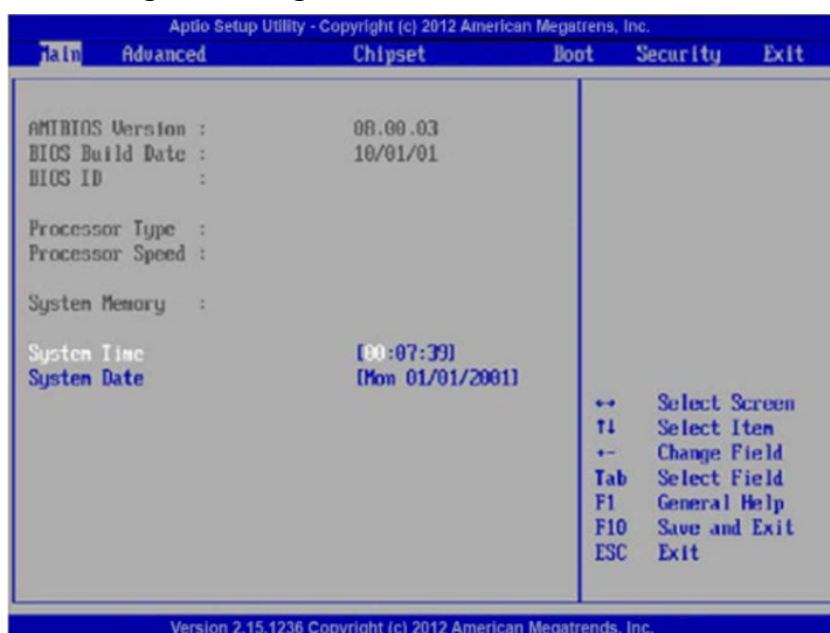 Aptio Setup Utility - Copyright (c) 2012 American Megatrens, Inc.
Main Advanced Chipset Boot Security Exit
AMIBIOS Version : 08.00.03
BIOS Build Date : 10/01/01
BIOS ID :
Processor Type :
Processor Speed :
System Memory :
System Time [00:07:39]
System Date [Mon 01/01/2001]
↔ Select Screen
↑↓ Select Item
+- Change Field
Tab Select Field
F1 General Help
F10 Save and Exit
ESC Exit
Version 2.15.1236 Copyright (c) 2012 American Megatrends, Inc.